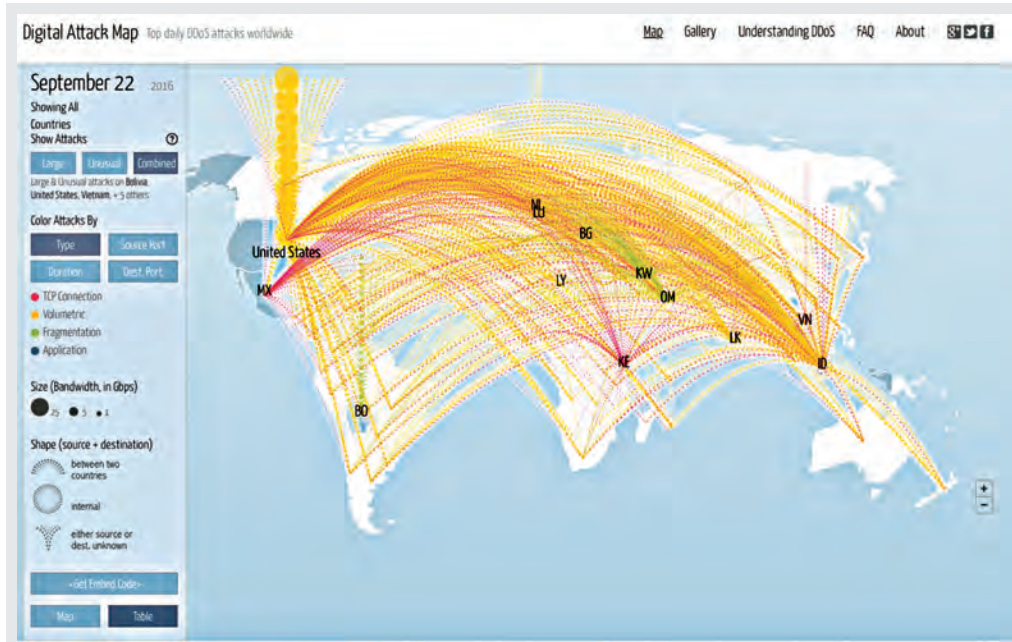 Digital Attack Map Top daily DDoS attacks worldwide
Map Gallery Understanding DDoS FAQ About
September 22 2016
Showing All
Countries
Show Attacks ?
Large Unusual Combined
Large & Unusual attacks on Bolivia,
United States, Vietnam, + 5 others
Color Attacks By
Type Source Port
Duration Dest. Port
TCP Connection
Volumetric
Fragmentation
Application
Size (Bandwidth, in Gbps)
25 5 1
Shape (source + destination)
between two
countries
internal
either source or
dest. unknown
<Get Embed Code>
Map Table
NL
BG
United States
KW
LY
MX
OM
VN
LK
KE
BO
+
−